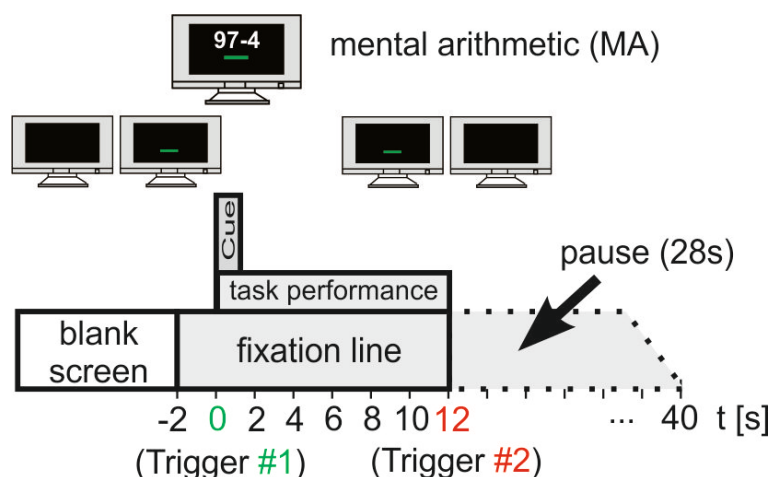 97-4
mental arithmetic (MA)
Cue
pause (28s)
task performance
blank
screen
fixation line
-2 0 2 4 6 8 10 12 ... 40 t [s]
(Trigger #1) (Trigger #2)